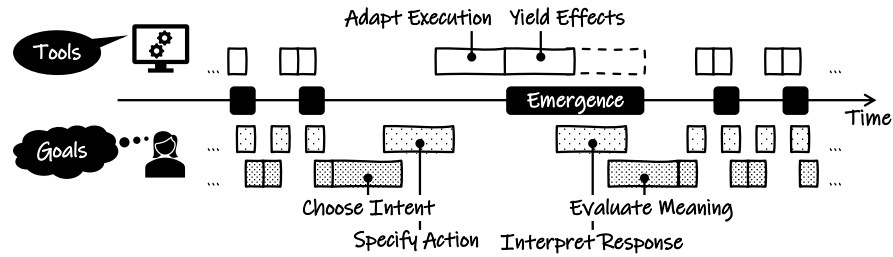 Adapt Execution Yield Effects
Tools
...
...
Emergence
Time
Goals
...
...
...
...
Choose Intent Evaluate Meaning
Specify Action Interpret Response